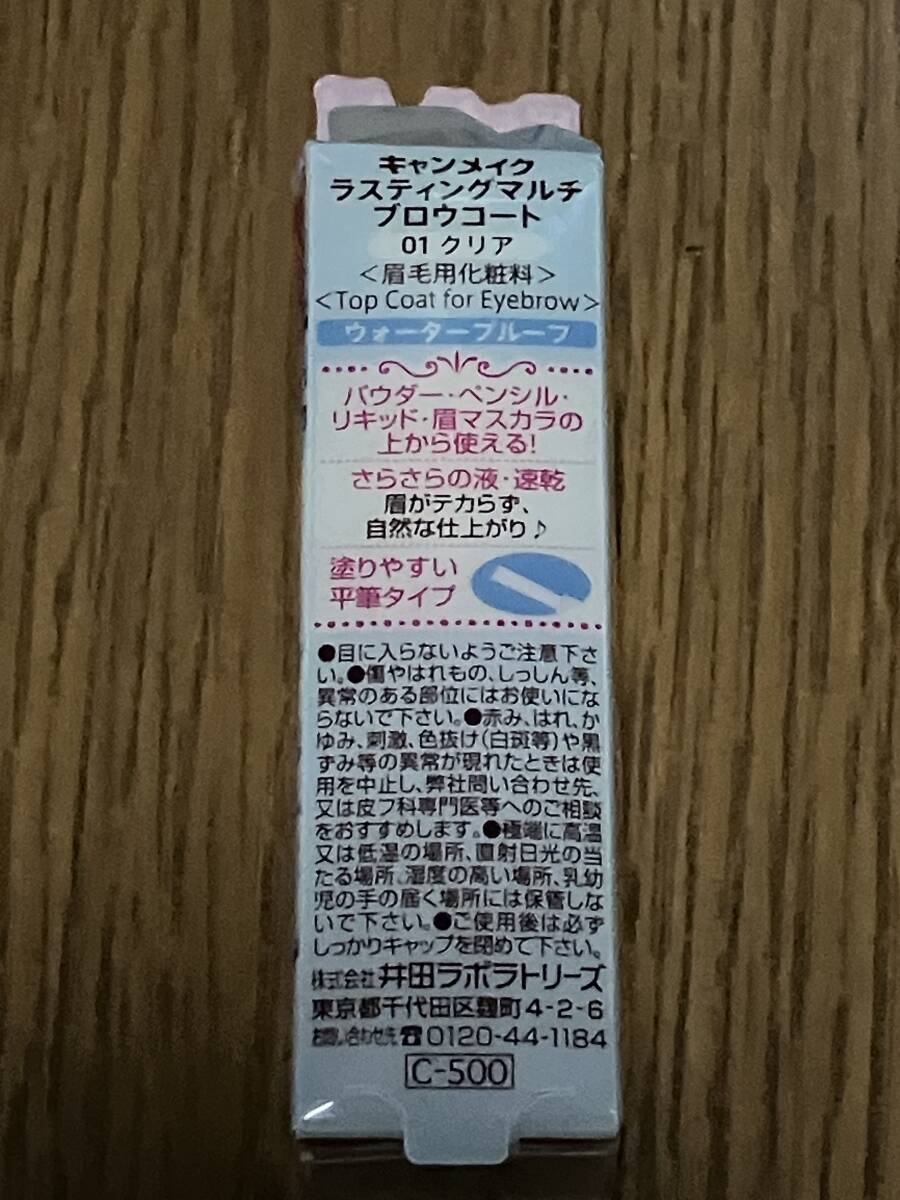 キャンメイク
ラスティングマルチ
ブロウコート
01 クリア
<眉毛用化粧料>
<Top Coat for Eyebrow>
ウォータープルーフ
パウダー・ペンシル・
リキッド・眉マスカラの
上から使える!
さらさらの液・速乾
眉がテカらず、
自然な仕上がり♪
塗りやすい
平筆タイプ
●目に入らないようご注意下さ
い。●傷やはれもの、しっしん等、
異常のある部位にはお使いにな
らないで下さい。●赤み、はれ、か
ゆみ、刺激、色抜け(白斑等)や黒
ずみ等の異常が現れたときは使
用を中止し、弊社問い合わせ先、
又は皮フ科専門医等へのご相談
をおすすめします。●極端に高温
又は低温の場所、直射日光の当
たる場所、湿度の高い場所、乳幼
児の手の届く場所には保管しな
いで下さい。●ご使用後は必ず
しっかりキャップを閉めて下さい。
株式会社 井田ラボラトリーズ
東京都千代田区麹町4-2-6
お問い合わせ先☎0120-44-1184
C-500